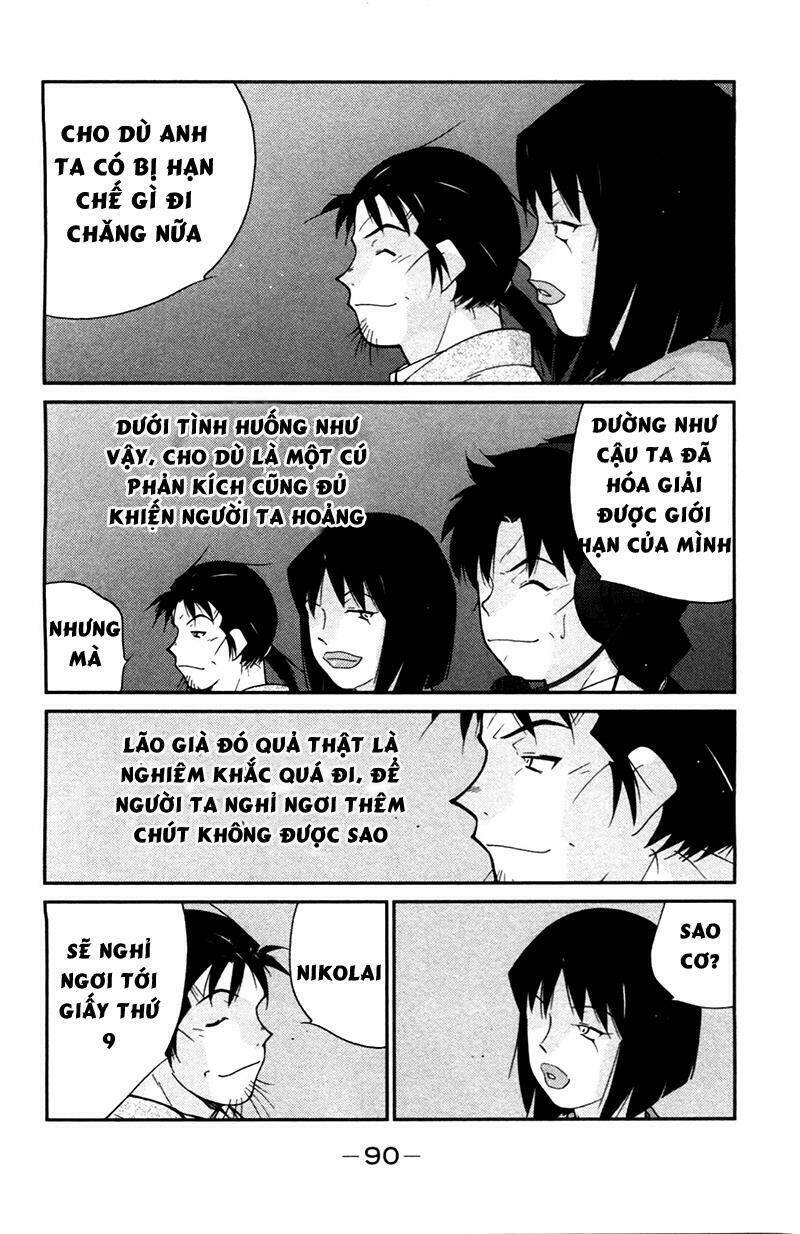 CHO DÙ ANH
TA CÓ BỊ HẠN
CHẾ GÌ ĐI
CHĂNG NỮA
DƯỜNG NHƯ
CẬU TA ĐÃ
HÓA GIẢI
ĐƯỢC GIỚI
HẠN CỦA MÌNH
DƯỚI TÌNH HUỐNG NHƯ
VẬY, CHO DÙ LÀ MỘT CÚ
PHẢN KÍCH CŨNG ĐỦ
KHIẾN NGƯỜI TA HOẢNG
NHƯNG
MÀ
LÃO GIÀ ĐÓ QUẢ THẬT LÀ
NGHIÊM KHẮC QUÁ ĐI, ĐỂ
NGƯỜI TA NGHỈ NGƠI THÊM
CHÚT KHÔNG ĐƯỢC SAO
SAO
CƠ?
NIKOLAI
SẼ NGHỈ
NGƠI TỚI
GIẤY THỨ
9
-90-